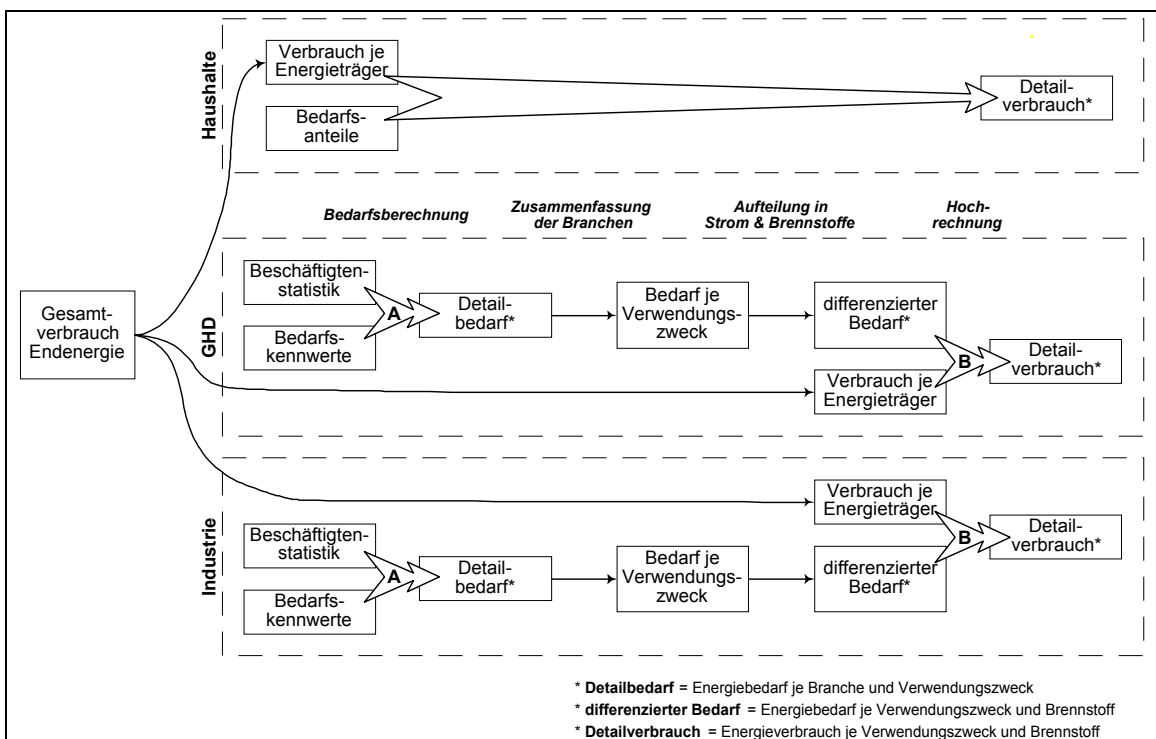 Haushalte
Verbrauch je
Energieträger
Bedarfs-
anteile
Detail-
verbrauch*
Bedarfsberechnung
Zusammenfassung
der Branchen
Aufteilung in
Strom & Brennstoffe
Hoch-
rechnung
Gesamt-
verbrauch
Endenergie
GHD
Beschäftigten-
statistik
Bedarfs-
kennwerte
A
Detail-
bedarf*
Bedarf je
Verwendungs-
zweck
differenzierter
Bedarf*
Verbrauch je
Energieträger
B
Detail-
verbrauch*
Industrie
Verbrauch je
Energieträger
Beschäftigten-
statistik
Bedarfs-
kennwerte
A
Detail-
bedarf*
Bedarf je
Verwendungs-
zweck
differenzierter
Bedarf*
B
Detail-
verbrauch*
* Detailbedarf = Energiebedarf je Branche und Verwendungszweck
* differenzierter Bedarf = Energiebedarf je Verwendungszweck und Brennstoff
* Detailverbrauch = Energieverbrauch je Verwendungszweck und Brennstoff